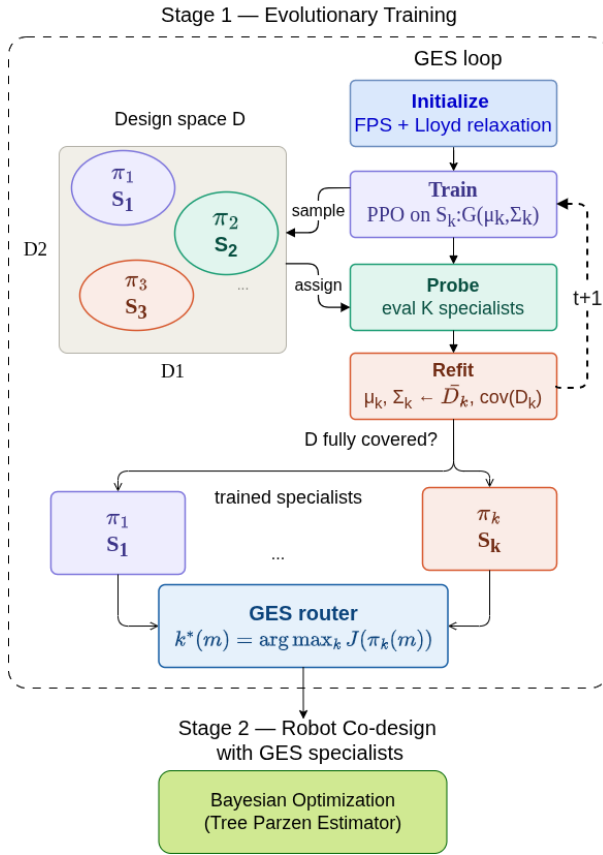 Stage 1 — Evolutionary Training
GES loop
Initialize
FPS + Lloyd relaxation
Design space D
π₁
S₁
π₂
S₂
π₃
S₃
...
D2
D1
sample
assign
Train
PPO on Sₖ:G(μₖ,Σₖ)
Probe
eval K specialists
t+1
Refit
μₖ, Σₖ ← D̄ₖ, cov(Dₖ)
D fully covered?
trained specialists
π₁
S₁
...
πₖ
Sₖ
GES router
k*(m) = arg maxₖ J(πₖ(m))
Stage 2 — Robot Co-design
with GES specialists
Bayesian Optimization
(Tree Parzen Estimator)